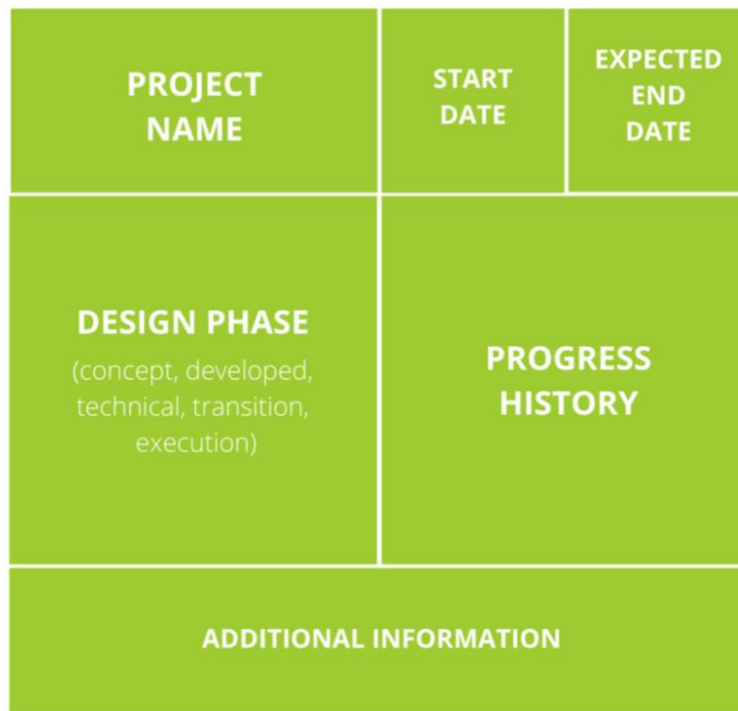 PROJECT
NAME
START
DATE
EXPECTED
END
DATE
DESIGN PHASE
(concept, developed,
technical, transition,
execution)
PROGRESS
HISTORY
ADDITIONAL INFORMATION